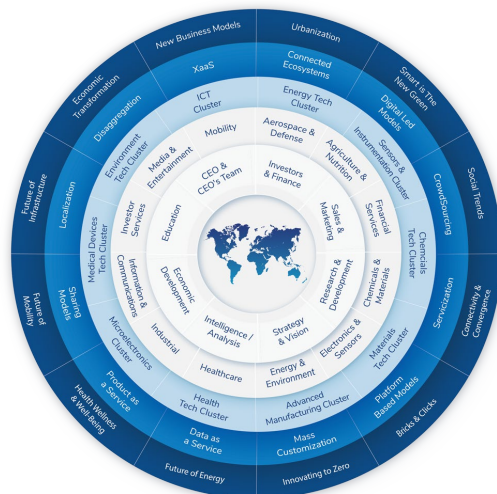 New Business Models
Urbanization
Smart is The
New Green
Social Trends
Connectivity &
Convergence
Bricks & Clicks
Innovating to Zero
Future of Energy
Health Wellness
& Well-Being
Future of
Mobility
Future of
Infrastructure
Economic
Transformation
XaaS
Connected
Ecosystems
Digital Led
Models
CrowdSourcing
Servicization
Platform
Based Models
Mass
Customization
Data as
a Service
Product as
a Service
Sharing
Models
Localization
Disaggregation
ICT
Cluster
Energy Tech
Cluster
Sensors &
Instrumentation Cluster
Chemcials
Tech Cluster
Materials
Tech Cluster
Advanced
Manufacturing Cluster
Health
Tech Cluster
Microelectronics
Cluster
Medical Devices
Tech Cluster
Environment
Tech Cluster
Mobility
Aerospace &
Defense
Agriculture &
Nutrition
Financial
Services
Chemicals &
Materials
Electronics &
Sensors
Energy &
Environment
Healthcare
Industrial
Information &
Communications
Investor
Services
Media &
Entertainment
CEO &
CEO's Team
Investors
& Finance
Sales &
Marketing
Research &
Development
Strategy
& Vision
Intelligence /
Analysis
Economic
Development
Education